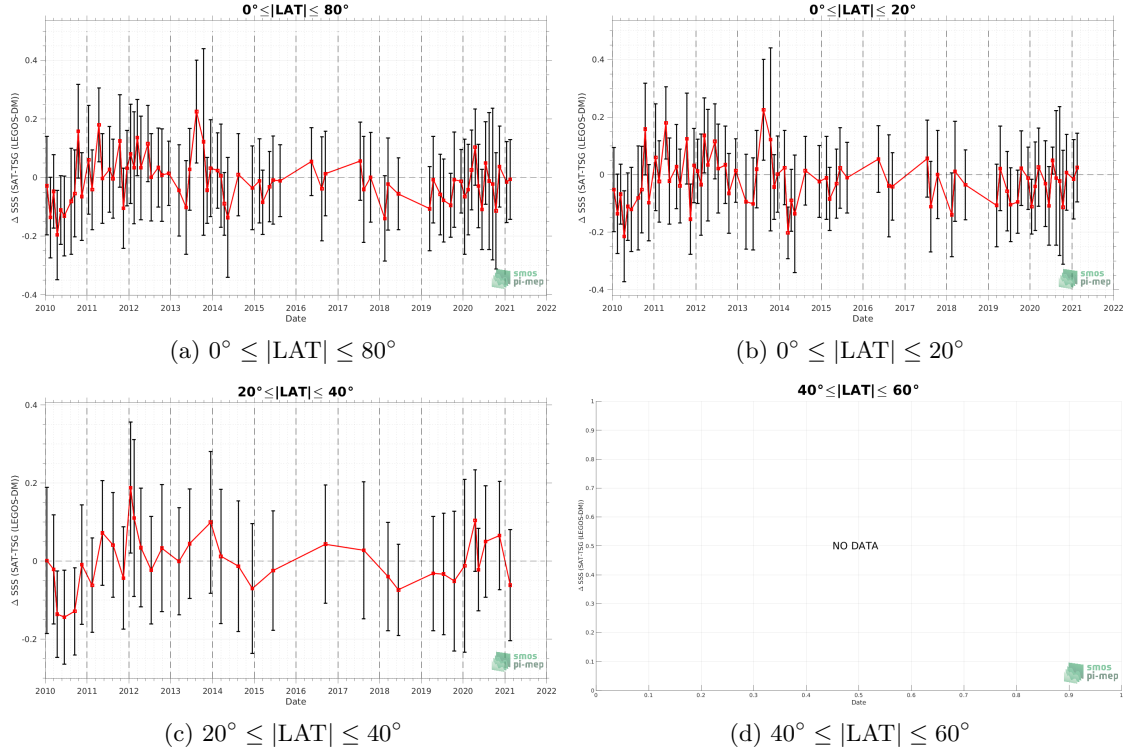 0°≤|LAT|≤ 80°
Δ SSS (SAT-TSG (LEGOS-DM))
0.4
0.2
0
-0.2
-0.4
2010 2011 2012 2013 2014 2015 2016 2017 2018 2019 2020 2021 2022
Date
smos
pi-mep
(a) 0° ≤ |LAT| ≤ 80°
0°≤|LAT|≤ 20°
Δ SSS (SAT-TSG (LEGOS-DM))
0.4
0.2
0
-0.2
-0.4
2010 2011 2012 2013 2014 2015 2016 2017 2018 2019 2020 2021 2022
Date
smos
pi-mep
(b) 0° ≤ |LAT| ≤ 20°
20°≤|LAT|≤ 40°
Δ SSS (SAT-TSG (LEGOS-DM))
0.4
0.2
0
-0.2
2010 2011 2012 2013 2014 2015 2016 2017 2018 2019 2020 2021 2022
Date
smos
pi-mep
(c) 20° ≤ |LAT| ≤ 40°
40°≤|LAT|≤ 60°
Δ SSS (SAT-TSG (LEGOS-DM))
1
0.9
0.8
0.7
0.6
0.5
0.4
0.3
0.2
0.1
0
NO DATA
0 0.1 0.2 0.3 0.4 0.5 0.6 0.7 0.8 0.9 1
Date
smos
pi-mep
(d) 40° ≤ |LAT| ≤ 60°